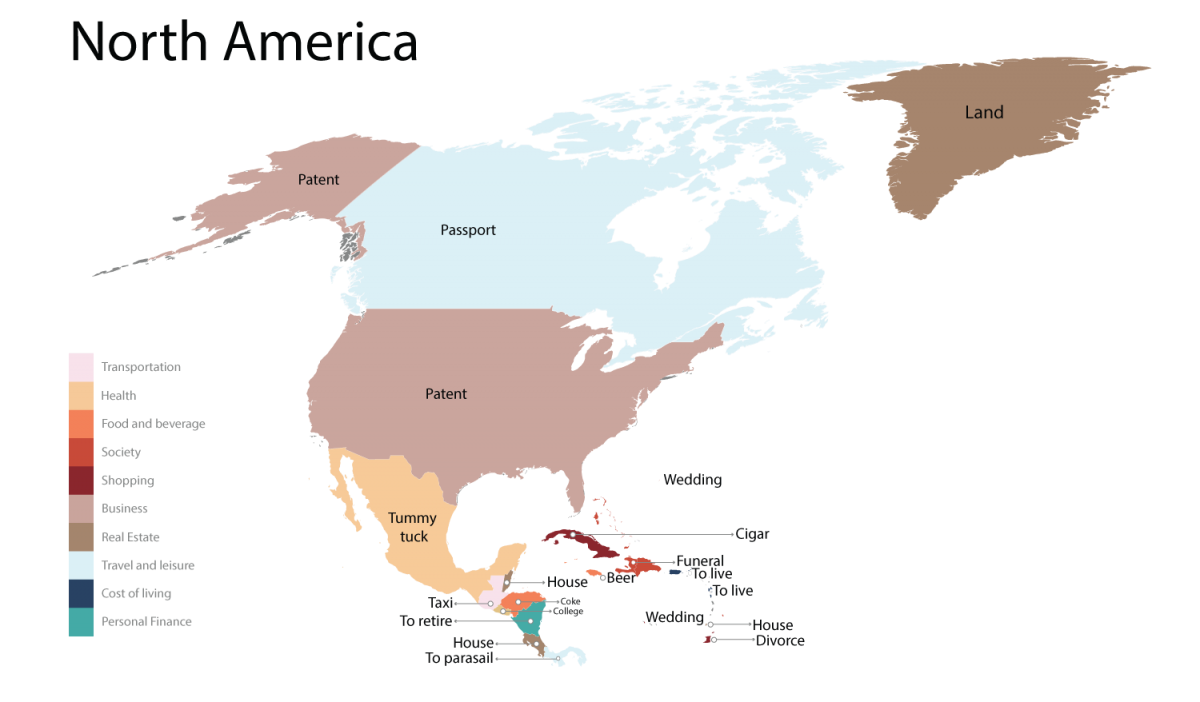 North America
Land
Patent
Passport
Transportation
Health
Food and beverage
Society
Shopping
Business
Real Estate
Travel and leisure
Cost of living
Personal Finance
Patent
Wedding
Tummy
tuck
Cigar
Funeral
To live
Beer
House
To live
Taxi
Coke
College
To retire
Wedding
House
Divorce
House
To parasail